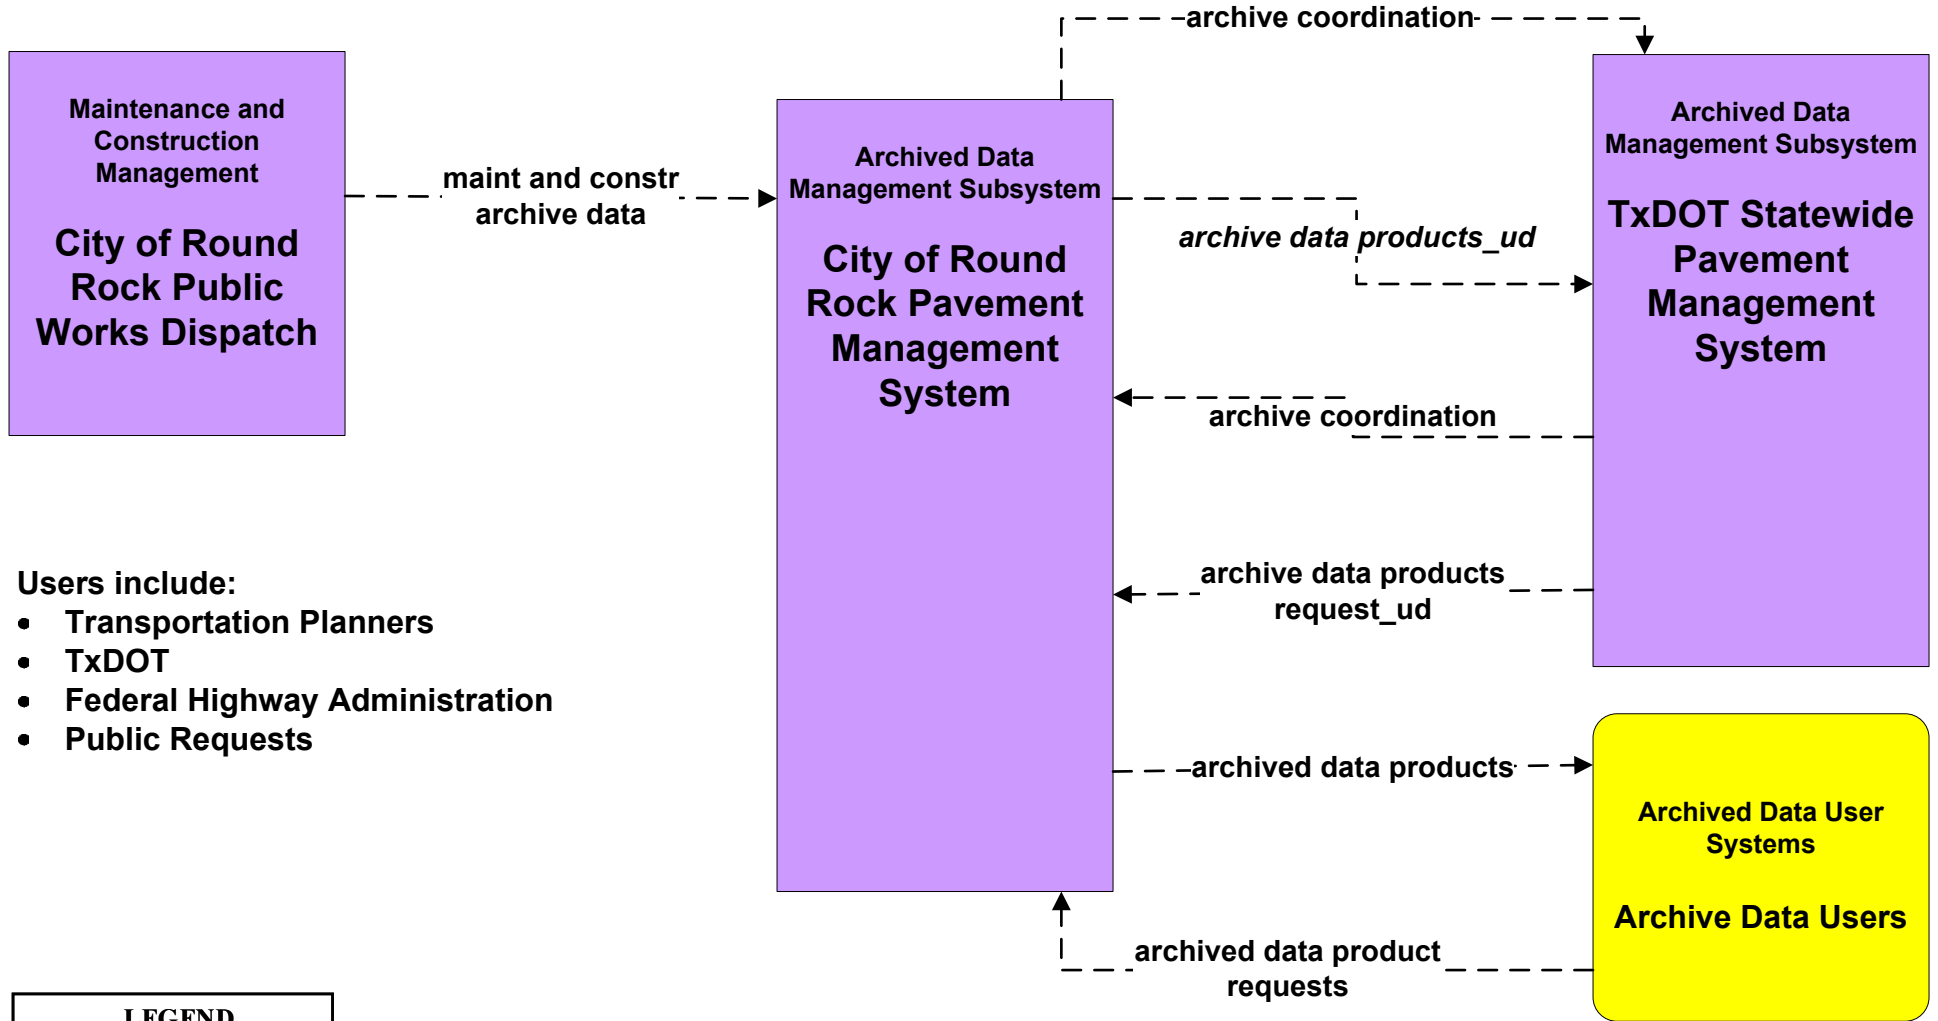 archive coordination
Maintenance and
Construction
Management
City of Round
Rock Public
Works Dispatch
maint and constr
archive data
Archived Data
Management Subsystem
City of Round
Rock Pavement
Management
System
archive data products_ud
archive coordination
archive data products
request_ud
archived data products
archived data product
requests
Archived Data
Management Subsystem
TxDOT Statewide
Pavement
Management
System
Archived Data User
Systems
Archive Data Users
Users include:
• Transportation Planners
• TxDOT
• Federal Highway Administration
• Public Requests
LEGEND